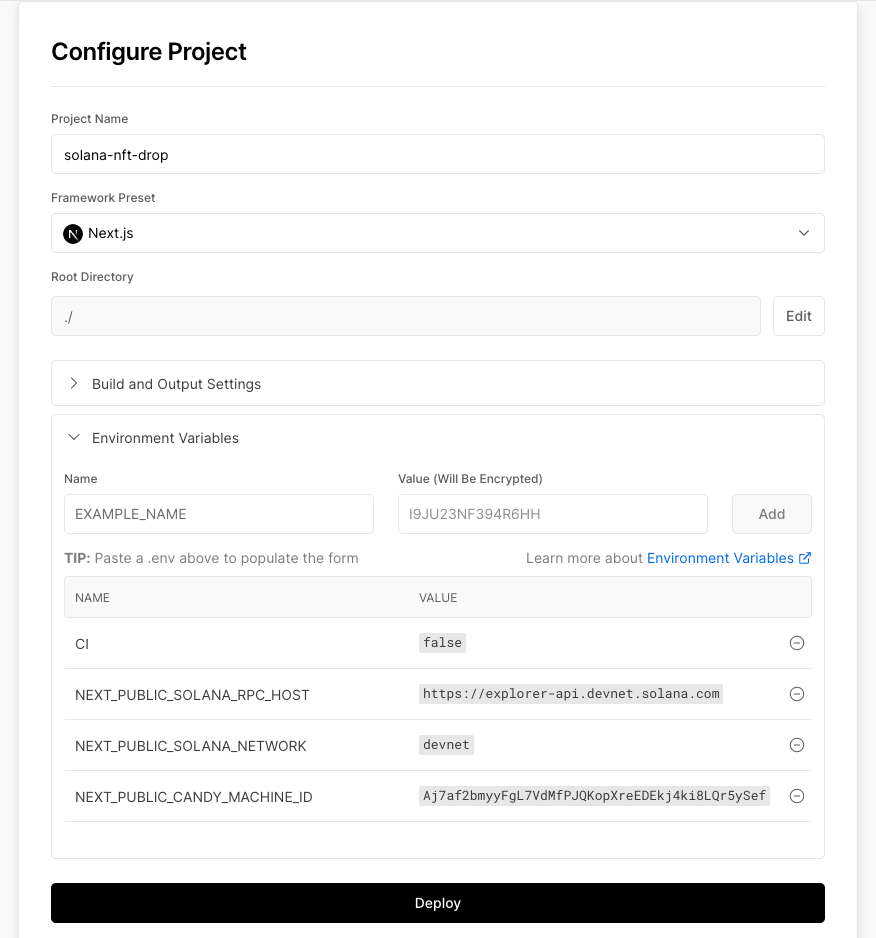 Configure Project
Project Name
solana-nft-drop
Framework Preset
N Next.js
Root Directory
./ Edit
Build and Output Settings
Environment Variables
Name Value (Will Be Encrypted)
EXAMPLE_NAME I9JU23NF394R6HH Add
TIP: Paste a .env above to populate the form Learn more about Environment Variables
NAME VALUE
CI false
NEXT_PUBLIC_SOLANA_RPC_HOST https://explorer-api.devnet.solana.com
NEXT_PUBLIC_SOLANA_NETWORK devnet
NEXT_PUBLIC_CANDY_MACHINE_ID Aj7af2bmyyFgL7VdMfPJQKopXreEDEkj4ki8LQr5ySef
Deploy